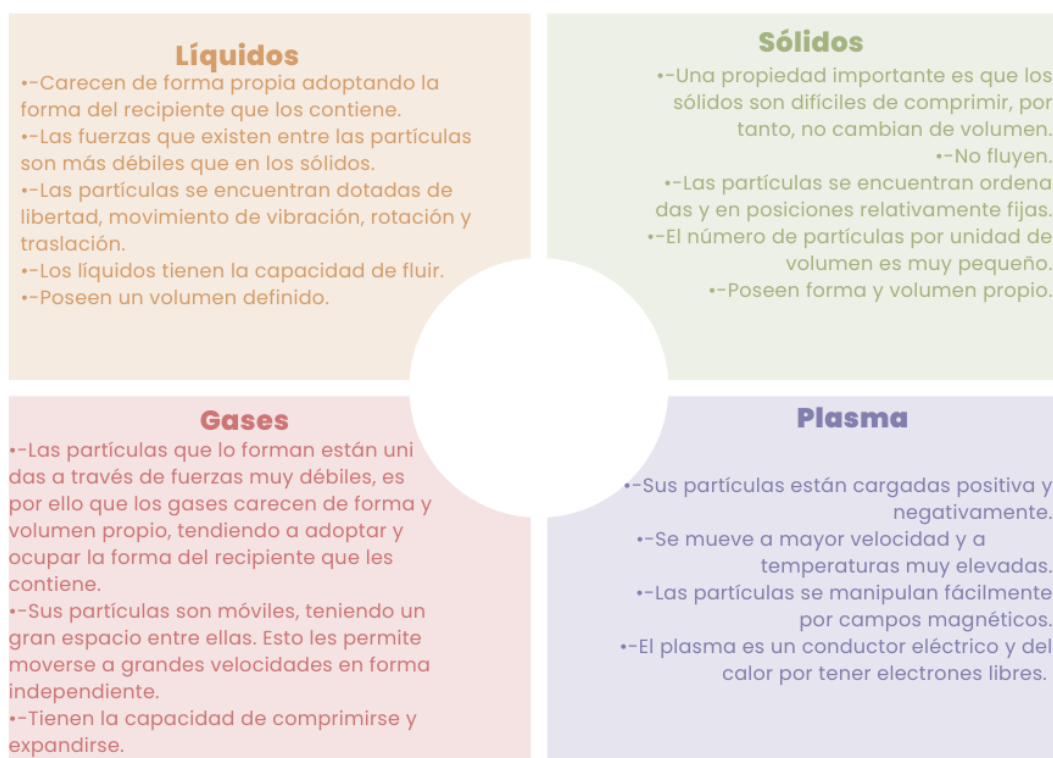 Líquidos
•-Carecen de forma propia adoptando la
forma del recipiente que los contiene.
•-Las fuerzas que existen entre las partículas
son más débiles que en los sólidos.
•-Las partículas se encuentran dotadas de
libertad, movimiento de vibración, rotación y
traslación.
•-Los líquidos tienen la capacidad de fluir.
•-Poseen un volumen definido.
Sólidos
•-Una propiedad importante es que los
sólidos son difíciles de comprimir, por
tanto, no cambian de volumen.
•-No fluyen.
•-Las partículas se encuentran ordena
das y en posiciones relativamente fijas.
•-El número de partículas por unidad de
volumen es muy pequeño.
•-Poseen forma y volumen propio.
Gases
•-Las partículas que lo forman están uni
das a través de fuerzas muy débiles, es
por ello que los gases carecen de forma y
volumen propio, tendiendo a adoptar y
ocupar la forma del recipiente que les
contiene.
•-Sus partículas son móviles, teniendo un
gran espacio entre ellas. Esto les permite
moverse a grandes velocidades en forma
independiente.
•-Tienen la capacidad de comprimirse y
expandirse.
Plasma
•-Sus partículas están cargadas positiva y
negativamente.
•-Se mueve a mayor velocidad y a
temperaturas muy elevadas.
•-Las partículas se manipulan fácilmente
por campos magnéticos.
•-El plasma es un conductor eléctrico y del
calor por tener electrones libres.